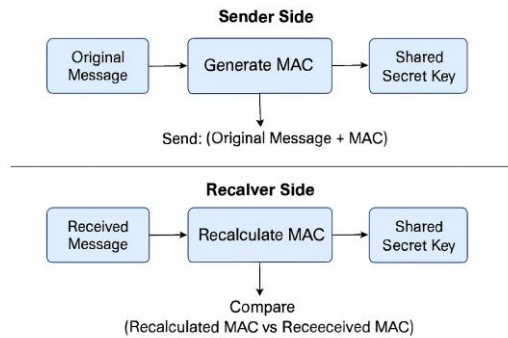 Sender Side
Original
Message
Generate MAC
Shared
Secret Key
Send: (Original Message + MAC)
Recalver Side
Received
Message
Recalculate MAC
Shared
Secret Key
Compare
(Recalculated MAC vs Receeceived MAC)